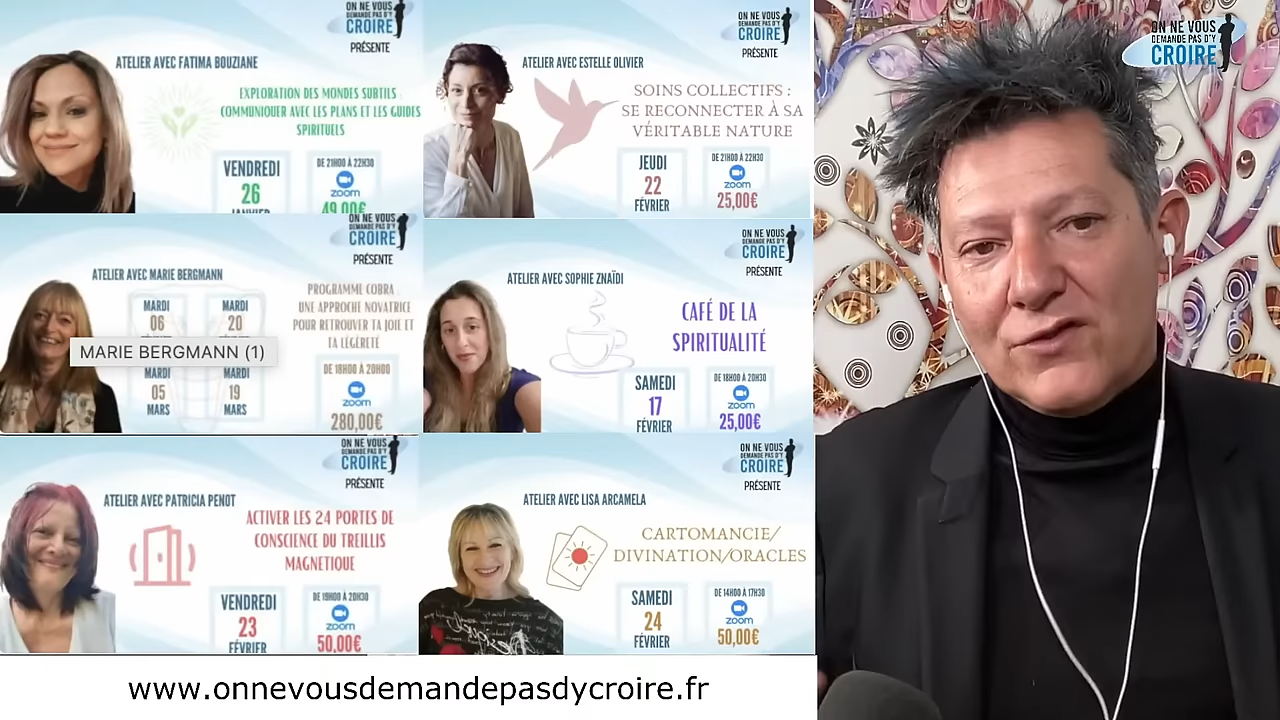 ON NE VOUS
DEMANDE PAS D'Y
CROIRE
PRÉSENTE
ATELIER AVEC FATIMA BOUZIANE
EXPLORATION DES MONDES SUBTILS :
COMMUNIQUER AVEC LES PLANS ET LES GUIDES
SPIRITUELS
VENDREDI
26
JANVIER
DE 21H00 À 22H30
zoom
49,00€
ON NE VOUS
DEMANDE PAS D'Y
CROIRE
PRÉSENTE
ATELIER AVEC ESTELLE OLIVIER
SOINS COLLECTIFS :
SE RECONNECTER À SA
VÉRITABLE NATURE
JEUDI
22
FÉVRIER
DE 21H00 À 22H30
zoom
25,00€
ON NE VOUS
DEMANDE PAS D'Y
CROIRE
ON NE VOUS
DEMANDE PAS D'Y
CROIRE
PRÉSENTE
ATELIER AVEC MARIE BERGMANN
MARDI
06
MARDI
20
PROGRAMME COBRA :
UNE APPROCHE NOVATRICE
POUR RETROUVER TA JOIE ET
TA LÉGÈRETÉ
MARIE BERGMANN (1)
MARDI
05
MARS
MARDI
19
MARS
DE 18H00 À 20H00
zoom
280,00€
ON NE VOUS
DEMANDE PAS D'Y
CROIRE
PRÉSENTE
ATELIER AVEC SOPHIE ZNAÏDI
CAFÉ DE LA
SPIRITUALITÉ
SAMEDI
17
FÉVRIER
DE 18H00 À 20H30
zoom
25,00€
ON NE VOUS
DEMANDE PAS D'Y
CROIRE
PRÉSENTE
ATELIER AVEC PATRICIA PENOT
ACTIVER LES 24 PORTES DE
CONSCIENCE DU TREILLIS
MAGNETIQUE
VENDREDI
23
FÉVRIER
DE 19H00 À 20H30
zoom
50,00€
ON NE VOUS
DEMANDE PAS D'Y
CROIRE
PRÉSENTE
ATELIER AVEC LISA ARCAMELA
CARTOMANCIE/
DIVINATION/ORACLES
SAMEDI
24
FÉVRIER
DE 14H00 À 17H30
zoom
50,00€
www.onnevousdemandepasdycroire.fr